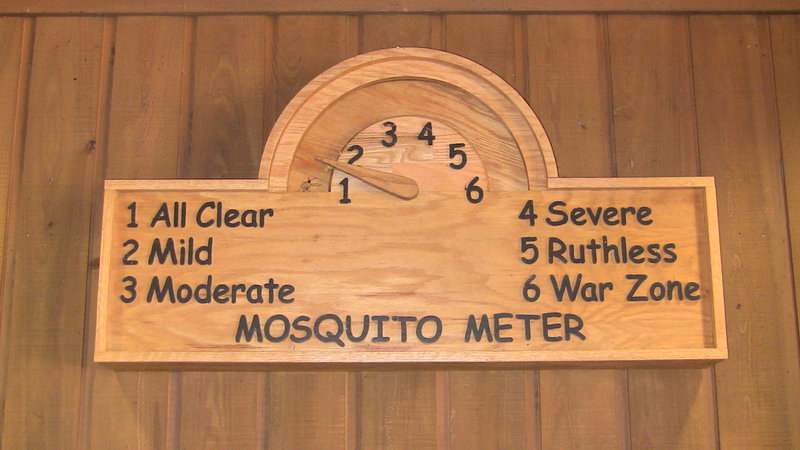 1 2 3 4 5 6
1 All Clear
2 Mild
3 Moderate
4 Severe
5 Ruthless
6 War Zone
MOSQUITO METER